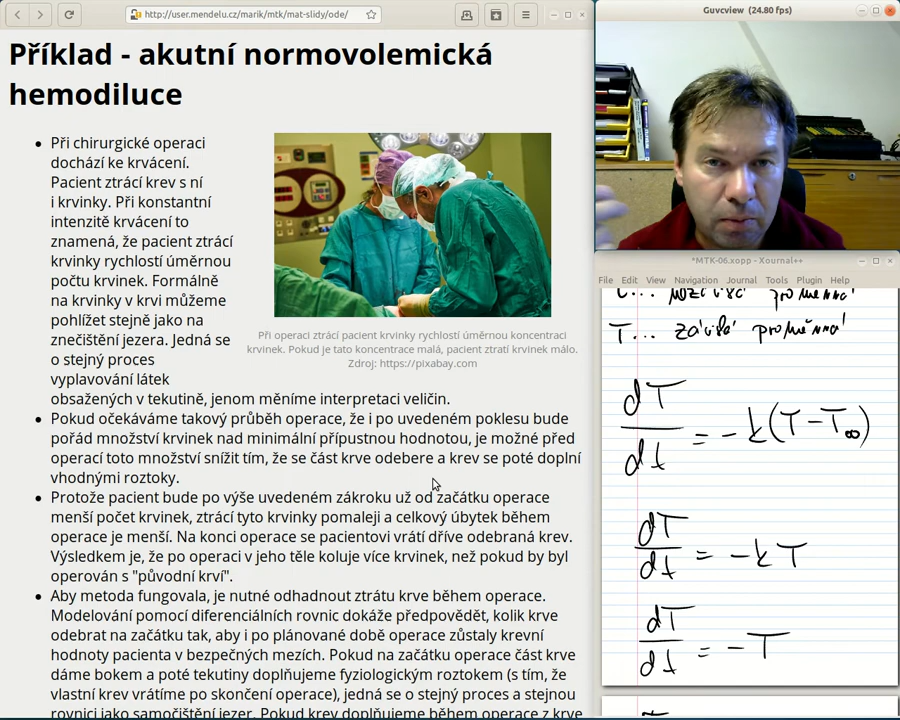 http://user.mendelu.cz/marik/mtk/mat-slidy/ode/
Guvcview (24.80 fps)
Příklad - akutní normovolemická
hemodiluce
Při chirurgické operaci
dochází ke krvácení.
Pacient ztrácí krev s ní
i krvinky. Při konstantní
intenzitě krvácení to
znamená, že pacient ztrácí
krvinky rychlostí úměrnou
počtu krvinek. Formálně
na krvinky v krvi můžeme
pohlížet stejně jako na
znečištění jezera. Jedná se
o stejný proces
vyplavování látek
obsažených v tekutině, jenom měníme interpretaci veličin.
Při operaci ztrácí pacient krvinky rychlostí úměrnou koncentraci
krvinek. Pokud je tato koncentrace malá, pacient ztratí krvinek málo.
Zdroj: https://pixabay.com
Pokud očekáváme takový průběh operace, že i po uvedeném poklesu bude
pořád množství krvinek nad minimální přípustnou hodnotou, je možné před
operací toto množství snížit tím, že se část krve odebere a krev se poté doplní
vhodnými roztoky.
Protože pacient bude po výše uvedeném zákroku už od začátku operace
menší počet krvinek, ztrácí tyto krvinky pomaleji a celkový úbytek během
operace je menší. Na konci operace se pacientovi vrátí dříve odebraná krev.
Výsledkem je, že po operaci v jeho těle koluje více krvinek, než pokud by byl
operován s "původní krví".
Aby metoda fungovala, je nutné odhadnout ztrátu krve během operace.
Modelování pomocí diferenciálních rovnic dokáže předpovědět, kolik krve
odebrat na začátku tak, aby i po plánované době operace zůstaly krevní
hodnoty pacienta v bezpečných mezích. Pokud na začátku operace část krve
dáme bokem a poté tekutiny doplňujeme fyziologickým roztokem (s tím, že
vlastní krev vrátíme po skončení operace), jedná se o stejný proces a stejnou
rovnici jako samočištění jezer. Pokud krev doplňujeme během operace z krve
*MTK-06.xopp - Xournal++
File Edit View Navigation Journal Tools Plugin Help
T... závislá proměnná
dT/dt = -k(T-T∞)
dT/dt = -kT
dT/dt = -T